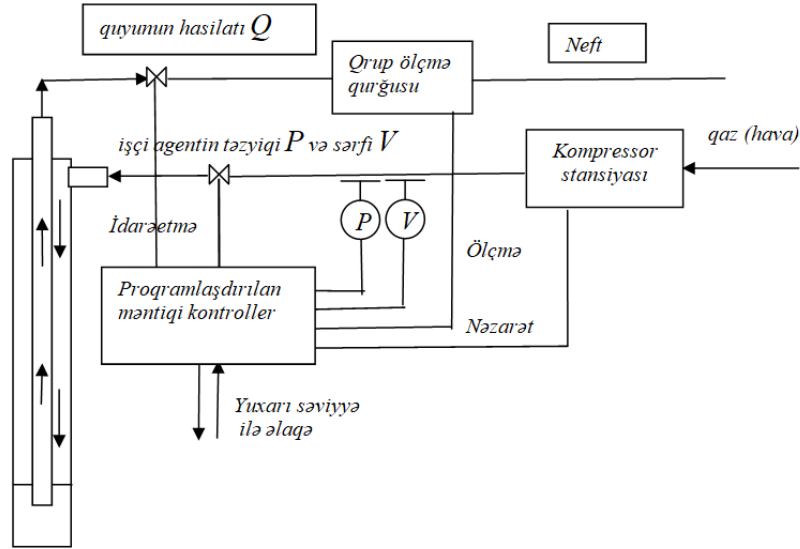 quyunun hasilatı Q
Neft
Qrup ölçmə
qurğusu
işçi agentin təzyiqi P və sərfi V
Kompressor
stansiyası
qaz (hava)
P
V
İdarəetmə
Ölçmə
Proqramlaşdırılan
məntiqi kontroller
Nəzarət
Yuxarı səviyyə
ilə əlaqə